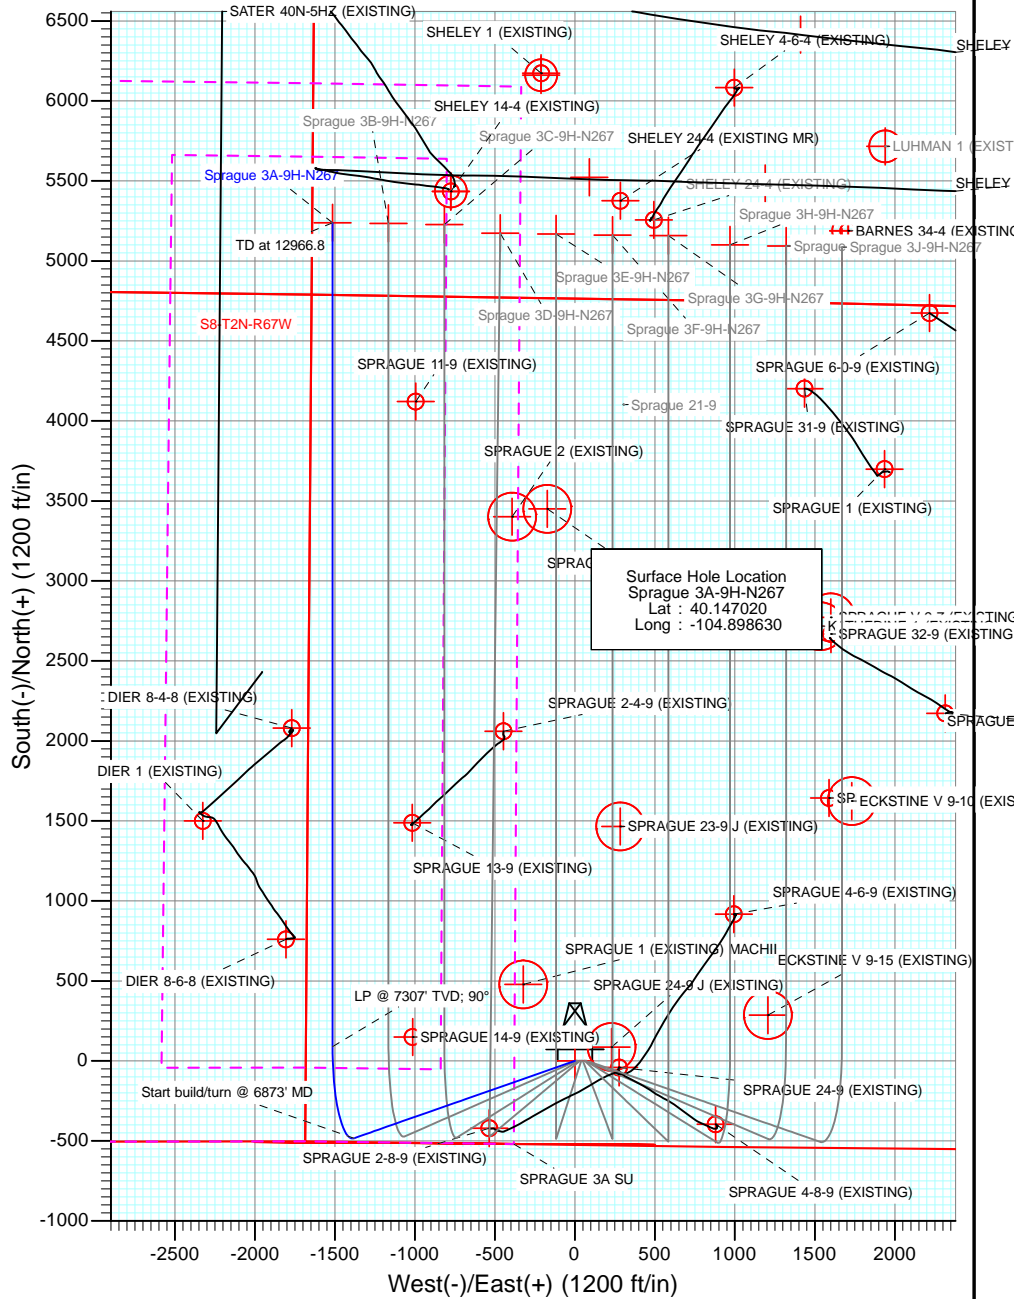 6500
6000
5500
5000
4500
4000
3500
3000
2500
2000
1500
1000
500
0
-500
-1000
South(-)/North(+) (1200 ft/in)
-2500
-2000
-1500
-1000
-500
0
500
1000
1500
2000
West(-)/East(+) (1200 ft/in)
SATER 40N-5HZ (EXISTING)
SHELEY 1 (EXISTING)
SHELEY 4-6-4 (EXISTING)
SHELEY
SHELEY 14-4 (EXISTING)
Sprague 3B-9H-N267
Sprague 3C-9H-N267
SHELEY 24-4 (EXISTING MR)
LUHMAN 1 (EXIST
Sprague 3A-9H-N267
SHELEY 24-4 (EXISTING)
SHELEY
Sprague 3H-9H-N267
BARNES 34-4 (EXISTING
TD at 12966.8
Sprague
Sprague 3J-9H-N267
Sprague 3E-9H-N267
Sprague 3G-9H-N267
Sprague 3D-9H-N267
Sprague 3F-9H-N267
S8-T2N-R67W
SPRAGUE 11-9 (EXISTING)
SPRAGUE 6-0-9 (EXISTING)
Sprague 21-9
SPRAGUE 31-9 (EXISTING)
SPRAGUE 2 (EXISTING)
SPRAGUE 1 (EXISTING)
SPRAG
Surface Hole Location
Sprague 3A-9H-N267
Lat : 40.147020
Long : -104.898630
SPRAGUE 32-9 (EXISTING)
DIER 8-4-8 (EXISTING)
SPRAGUE 2-4-9 (EXISTING)
SPRAGUE
DIER 1 (EXISTING)
SP
ECKSTINE V 9-10 (EXIS
SPRAGUE 23-9 J (EXISTING)
SPRAGUE 13-9 (EXISTING)
SPRAGUE 4-6-9 (EXISTING)
SPRAGUE 1 (EXISTING) MACHII
ECKSTINE V 9-15 (EXISTING)
DIER 8-6-8 (EXISTING)
LP @ 7307' TVD; 90°
SPRAGUE 24-9 J (EXISTING)
SPRAGUE 14-9 (EXISTING)
Start build/turn @ 6873' MD
SPRAGUE 24-9 (EXISTING)
SPRAGUE 2-8-9 (EXISTING)
SPRAGUE 3A SU
SPRAGUE 4-8-9 (EXISTING)